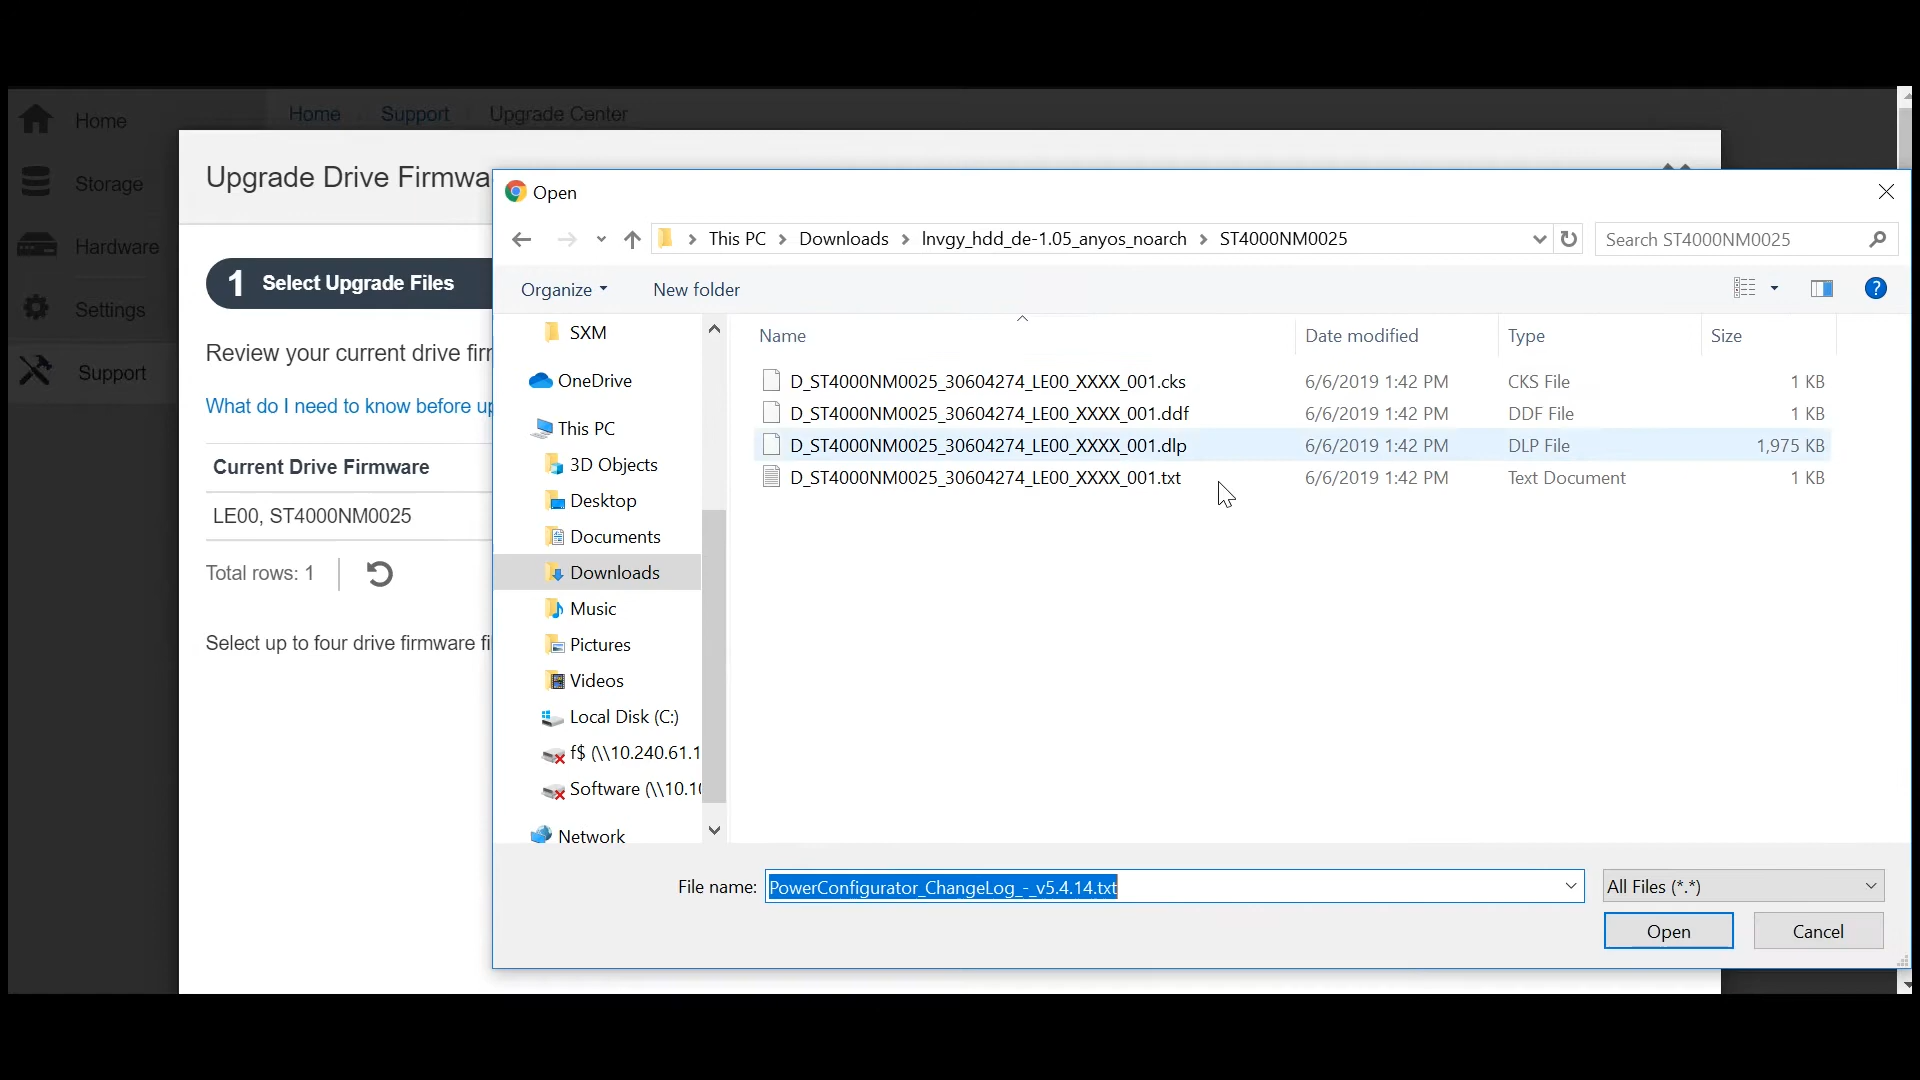 Home
Support
Upgrade Center
Home
Storage
Hardware
Settings
Support
Upgrade Drive Firmwa
1 Select Upgrade Files
Review your current drive firr
What do I need to know before up
Current Drive Firmware
LE00, ST4000NM0025
Total rows: 1
Select up to four drive firmware fi
Open
This PC > Downloads > lnvgy_hdd_de-1.05_anyos_noarch > ST4000NM0025
Search ST4000NM0025
Organize
New folder
?
SXM
OneDrive
This PC
3D Objects
Desktop
Documents
Downloads
Music
Pictures
Videos
Local Disk (C:)
f$ (\\10.240.61.1
Software (\\10.10
Network
Name Date modified Type Size
D_ST4000NM0025_30604274_LE00_XXXX_001.cks 6/6/2019 1:42 PM CKS File 1 KB
D_ST4000NM0025_30604274_LE00_XXXX_001.ddf 6/6/2019 1:42 PM DDF File 1 KB
D_ST4000NM0025_30604274_LE00_XXXX_001.dlp 6/6/2019 1:42 PM DLP File 1,975 KB
D_ST4000NM0025_30604274_LE00_XXXX_001.txt 6/6/2019 1:42 PM Text Document 1 KB
File name: PowerConfigurator_ChangeLog_-_v5.4.14.txt
All Files (*.*)
Open
Cancel